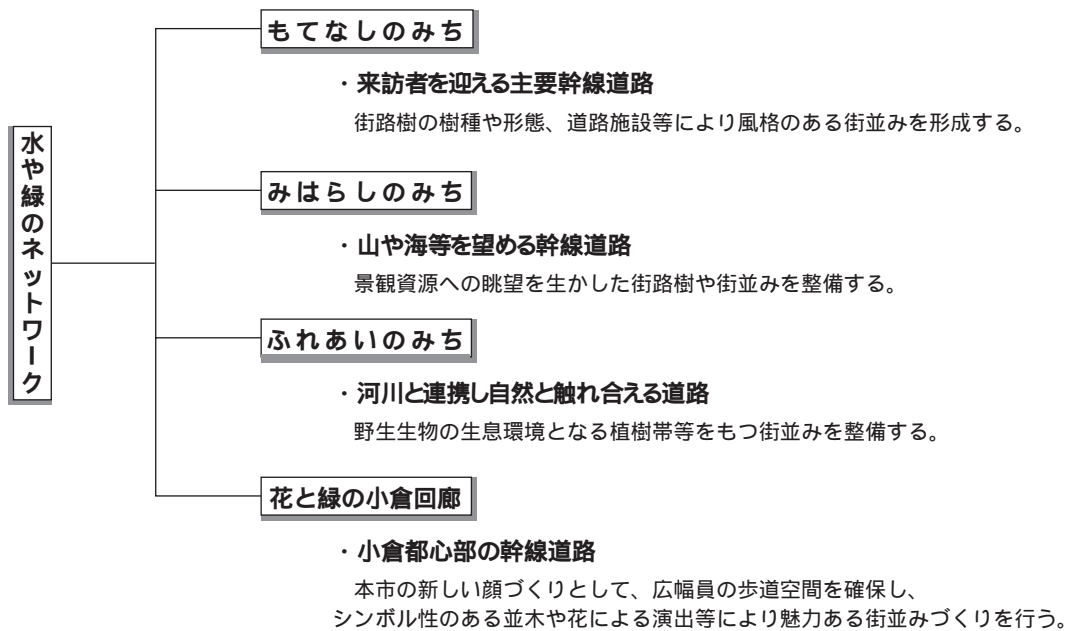 水や緑のネットワーク
もてなしのみち
・来訪者を迎える主要幹線道路
街路樹の樹種や形態、道路施設等により風格のある街並みを形成する。
みはらしのみち
・山や海等を望める幹線道路
景観資源への眺望を生かした街路樹や街並みを整備する。
ふれあいのみち
・河川と連携し自然と触れ合える道路
野生生物の生息環境となる植樹帯等をもつ街並みを整備する。
花と緑の小倉回廊
・小倉都心部の幹線道路
本市の新しい顔づくりとして、広幅員の歩道空間を確保し、
シンボル性のある並木や花による演出等により魅力ある街並みづくりを行う。